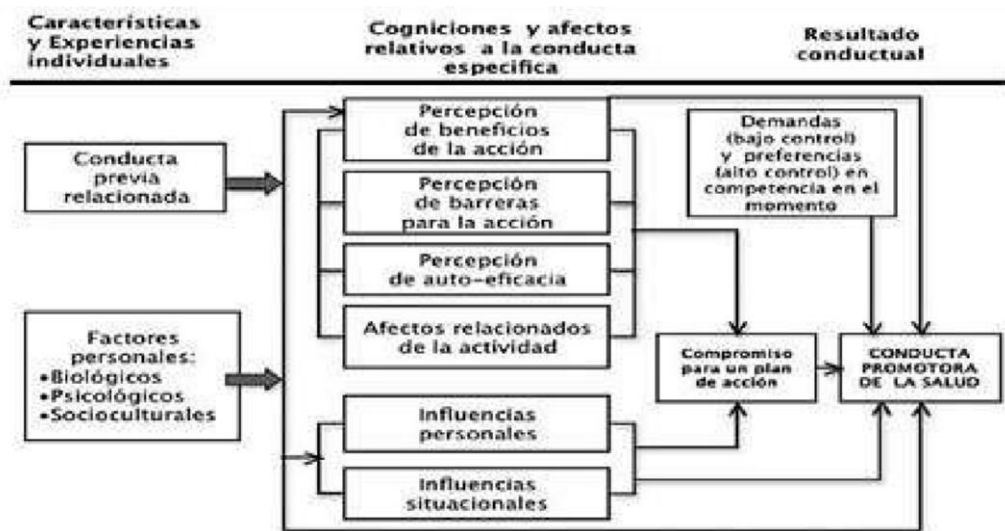 Características
y Experiencias
individuales
Cogniciones y afectos
relativos a la conducta
especifica
Resultado
conductual
Conducta
previa
relacionada
Factores
personales:
•Biológicos
•Psicológicos
•Socioculturales
Percepción
de beneficios
de la acción
Percepción
de barreras
para la acción
Percepción
de auto-eficacia
Afectos relacionados
de la actividad
Influencias
personales
Influencias
situacionales
Demandas
(bajo control)
y preferencias
(alto control) en
competencia en el
momento
Compromiso
para un plan
de acción
CONDUCTA
PROMOTORA
DE LA SALUD